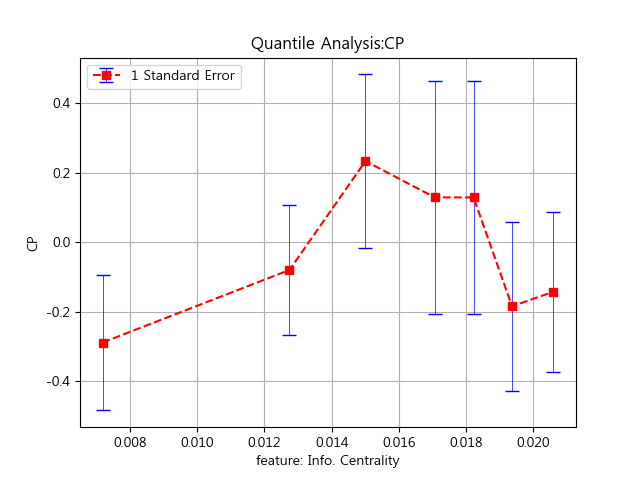 Quantile Analysis:CP
1 Standard Error
0.4
0.2
0.0
-0.2
-0.4
CP
0.008 0.010 0.012 0.014 0.016 0.018 0.020
feature: Info. Centrality